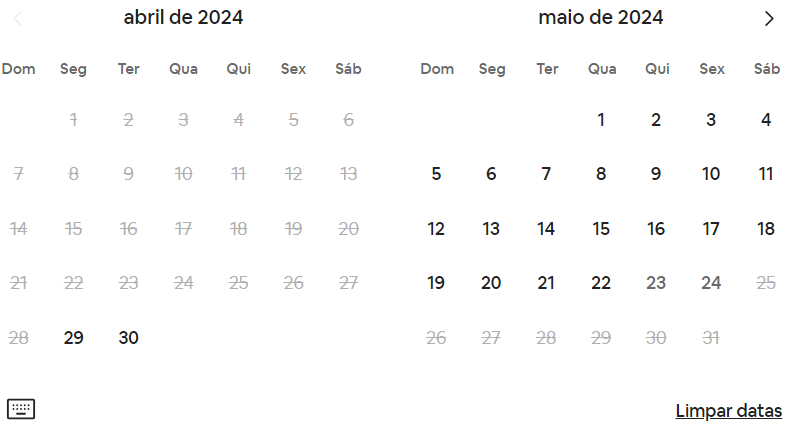 abril de 2024
Dom Seg Ter Qua Qui Sex Sáb
1 2 3 4 5 6
7 8 9 10 11 12 13
14 15 16 17 18 19 20
21 22 23 24 25 26 27
28 29 30
maio de 2024
Dom Seg Ter Qua Qui Sex Sáb
1 2 3 4
5 6 7 8 9 10 11
12 13 14 15 16 17 18
19 20 21 22 23 24 25
26 27 28 29 30 31
Limpar datas